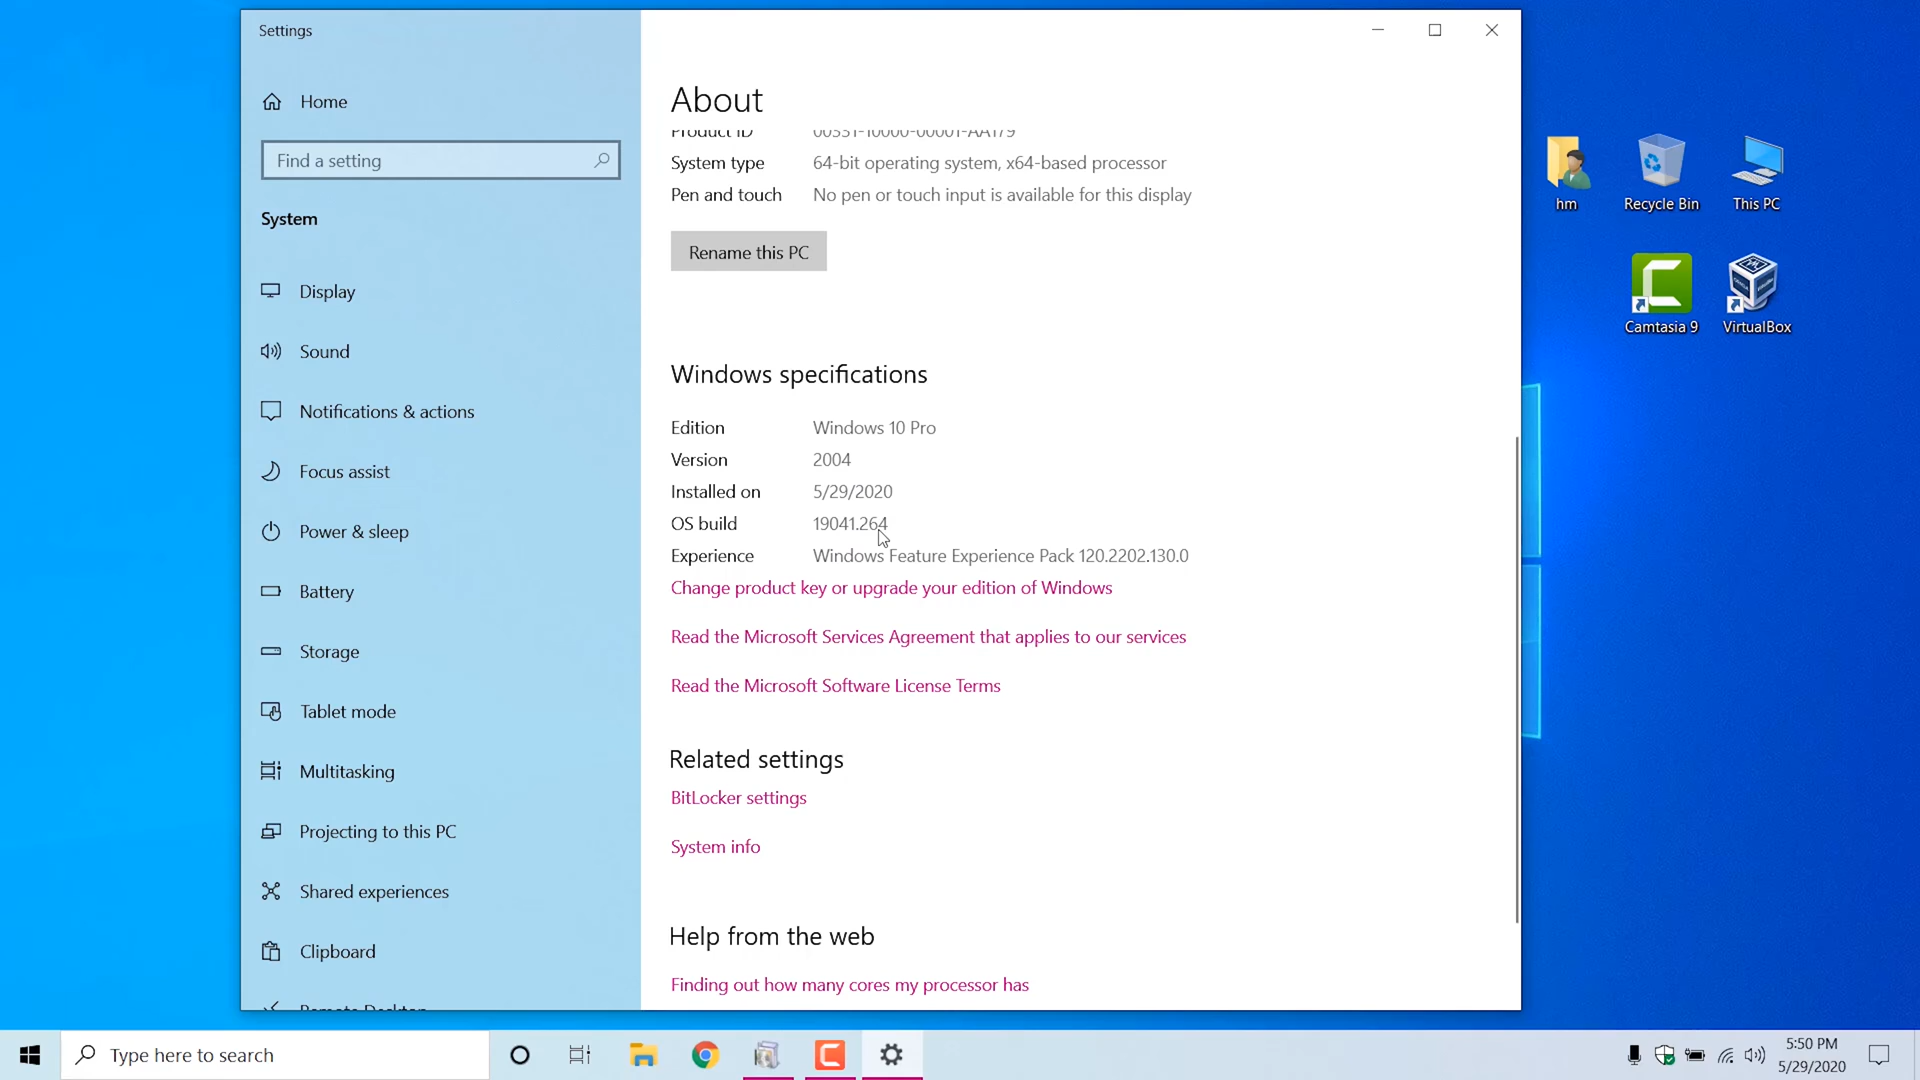 Settings
Home
Find a setting
System
Display
Sound
Notifications & actions
Focus assist
Power & sleep
Battery
Storage
Tablet mode
Multitasking
Projecting to this PC
Shared experiences
Clipboard
Remote Desktop
About
Product ID 00331-10000-00001-AA179
System type 64-bit operating system, x64-based processor
Pen and touch No pen or touch input is available for this display
Rename this PC
Windows specifications
Edition Windows 10 Pro
Version 2004
Installed on 5/29/2020
OS build 19041.264
Experience Windows Feature Experience Pack 120.2202.130.0
Change product key or upgrade your edition of Windows
Read the Microsoft Services Agreement that applies to our services
Read the Microsoft Software License Terms
Related settings
BitLocker settings
System info
Help from the web
Finding out how many cores my processor has
hm
Recycle Bin
This PC
Camtasia 9
VirtualBox
Type here to search
5:50 PM
5/29/2020